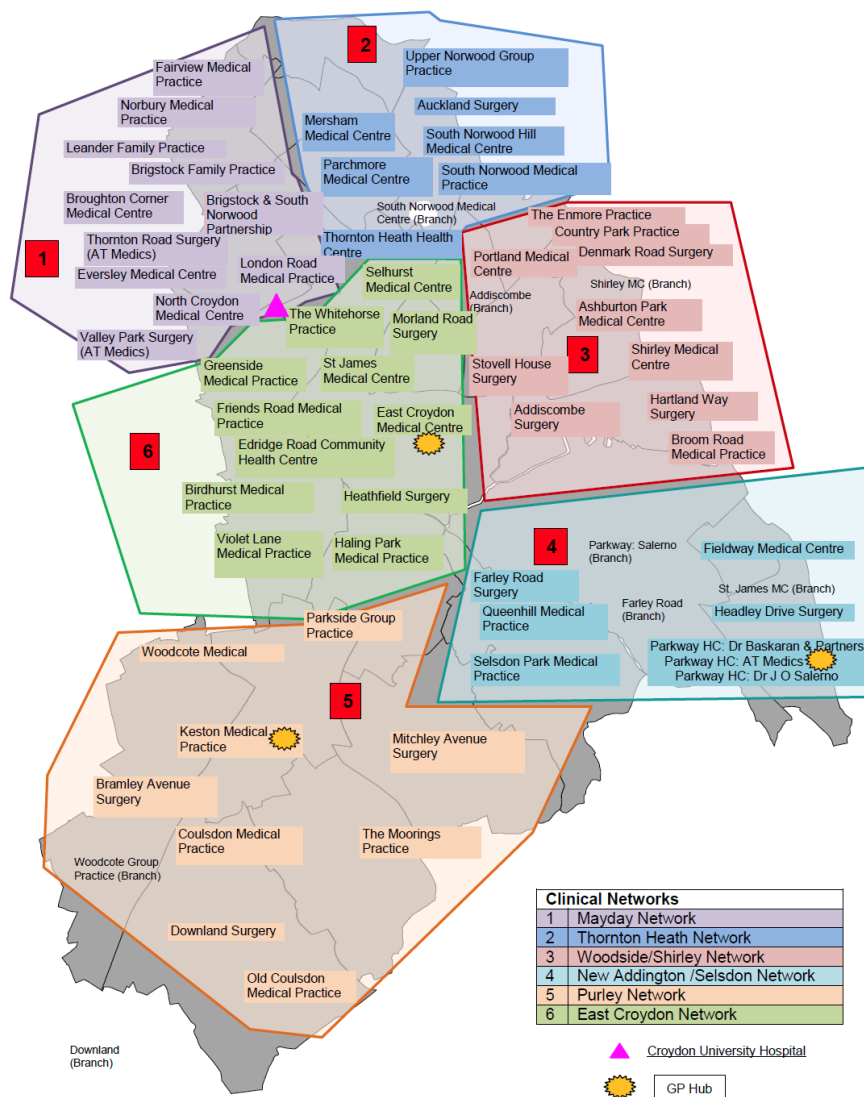 2
Upper Norwood Group
Practice
Fairview Medical
Practice
Norbury Medical
Practice
Auckland Surgery
Mersham
Medical Centre
South Norwood Hill
Medical Centre
Leander Family Practice
Brigstock Family Practice
Parchmore
Medical Centre
South Norwood Medical
Practice
Broughton Corner
Medical Centre
Brigstock & South
Norwood
Partnership
South Norwood Medical
Centre (Branch)
The Enmore Practice
Country Park Practice
1
Thornton Road Surgery
(AT Medics)
Thornton Heath Health
Centre
Denmark Road Surgery
Eversley Medical Centre
London Road
Medical Practice
Selhurst
Medical Centre
Portland Medical
Centre
Shirley MC (Branch)
North Croydon
Medical Centre
Addiscombe
(Branch)
The Whitehorse
Practice
Morland Road
Surgery
Ashburton Park
Medical Centre
Valley Park Surgery
(AT Medics)
Greenside
Medical Practice
St James
Medical Centre
Stovell House
Surgery
3
Shirley Medical
Centre
Friends Road Medical
Practice
East Croydon
Medical Centre
Addiscombe
Surgery
Hartland Way
Surgery
6
Edridge Road Community
Health Centre
Broom Road
Medical Practice
Birdhurst Medical
Practice
Heathfield Surgery
Violet Lane
Medical Practice
Haling Park
Medical Practice
4
Parkway: Salerno
(Branch)
Fieldway Medical Centre
Farley Road
Surgery
St. James MC (Branch)
Queenhill Medical
Practice
Farley Road
(Branch)
Headley Drive Surgery
Parkside Group
Practice
Woodcote Medical
Selsdon Park Medical
Practice
Parkway HC: Dr Baskaran & Partners
Parkway HC: AT Medics
Parkway HC: Dr J O Salerno
5
Keston Medical
Practice
Mitchley Avenue
Surgery
Bramley Avenue
Surgery
Coulsdon Medical
Practice
The Moorings
Practice
Woodcote Group
Practice (Branch)
Downland Surgery
Old Coulsdon
Medical Practice
Downland
(Branch)
Clinical Networks
1 Mayday Network
2 Thornton Heath Network
3 Woodside/Shirley Network
4 New Addington /Selsdon Network
5 Purley Network
6 East Croydon Network
Croydon University Hospital
GP Hub